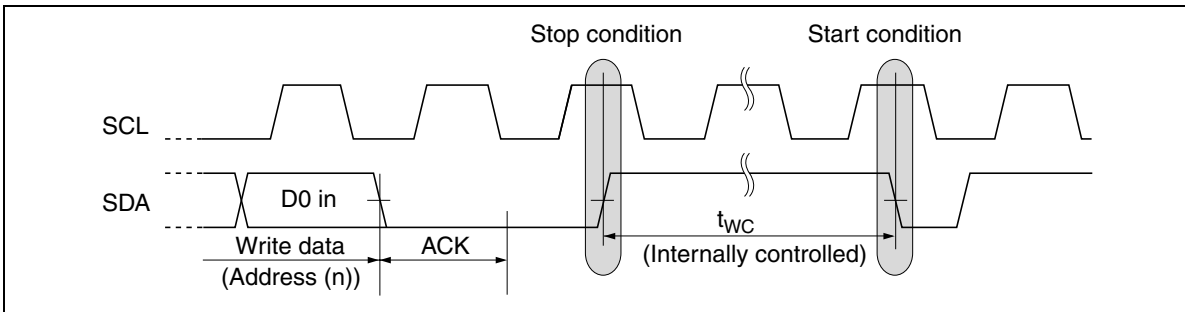 Stop condition
Start condition
SCL
SDA
D0 in
Write data
(Address (n))
ACK
tWC
(Internally controlled)